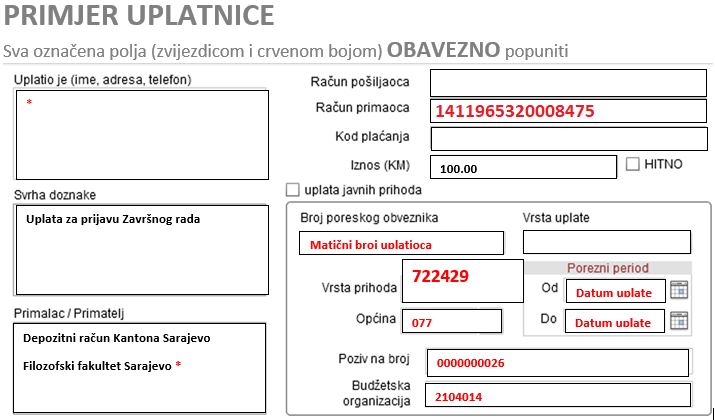 PRIMJER UPLATNICE
Sva označena polja (zvijezdicom i crvenom bojom) OBAVEZNO popuniti
Uplatio je (ime, adresa, telefon)
*
Svrha doznake
Uplata za prijavu Završnog rada
Primalac / Primatelj
Depozitni račun Kantona Sarajevo
Filozofski fakultet Sarajevo *
Račun pošiljaoca
Račun primaoca 1411965320008475
Kod plaćanja
Iznos (KM) 100.00 HITNO
uplata javnih prihoda
Broj poreskog obveznika Vrsta uplate
Matični broj uplatioca
Vrsta prihoda 722429
Porezni period
Od Datum uplate
Općina 077
Do Datum uplate
Poziv na broj 0000000026
Budžetska
organizacija 2104014